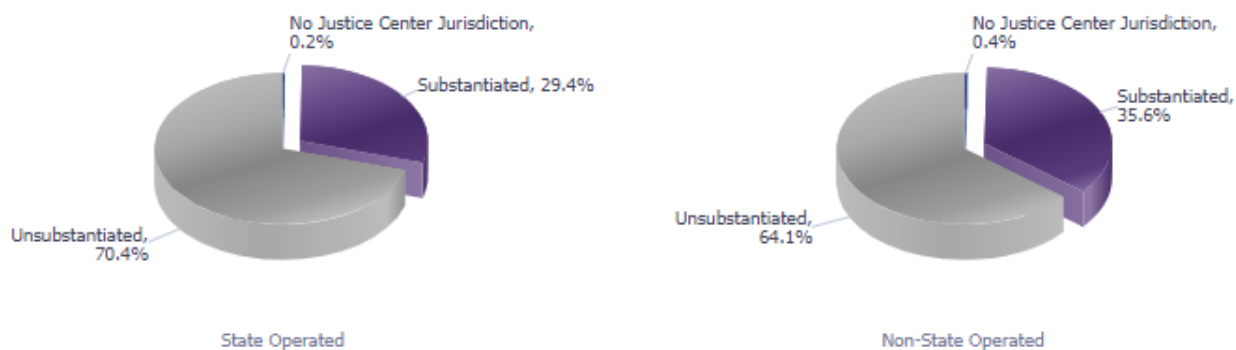 No Justice Center Jurisdiction,
0.2%
Substantiated, 29.4%
Unsubstantiated,
70.4%
State Operated
No Justice Center Jurisdiction,
0.4%
Substantiated,
35.6%
Unsubstantiated,
64.1%
Non-State Operated